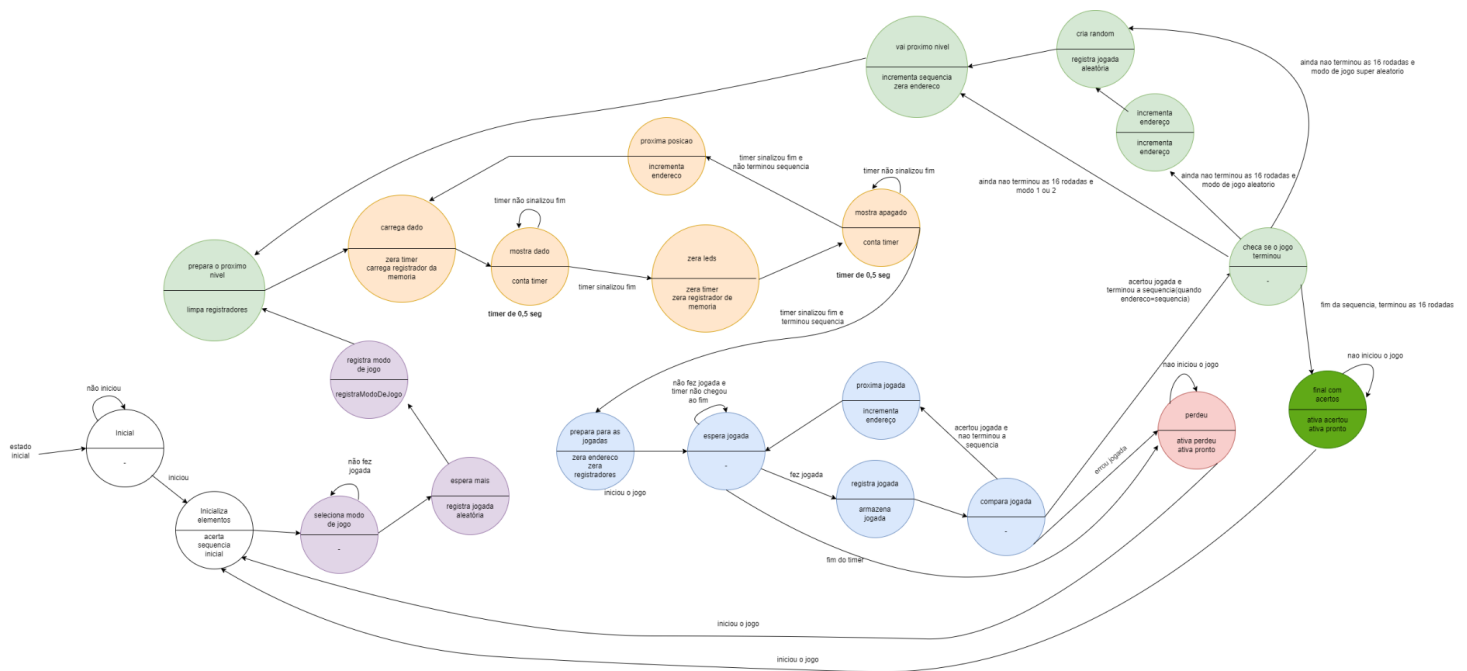 cria random
registra jogada
aleatória
ainda nao terminou as 16 rodadas e
modo de jogo super aleatorio
vai proximo nivel
incrementa sequencia
zera endereco
incrementa
endereço
incrementa
endereço
ainda nao terminou as 16 rodadas e
modo de jogo aleatorio
ainda nao terminou as 16 rodadas e
modo 1 ou 2
proxima posicao
incrementa
endereco
timer sinalizou fim e
não terminou sequencia
timer não sinalizou fim
mostra apagado
conta timer
timer de 0,5 seg
carrega dado
zera timer
carrega registrador da
memoria
timer não sinalizou fim
mostra dado
conta timer
timer de 0,5 seg
timer sinalizou fim
zera leds
zera timer
zera registrador de
memoria
checa se o jogo
terminou
-
prepara o proximo
nivel
limpa registradores
acertou jogada e
terminou a sequencia(quando
endereco=sequencia)
fim da sequencia, terminou as 16 rodadas
timer sinalizou fim e
terminou sequencia
registra modo
de jogo
registraModoDeJogo
não iniciou
Inicial
-
estado
inicial
iniciou
Inicializa
elementos
acerta
sequencia
inicial
não fez
jogada
seleciona modo
de jogo
-
espera mais
registra jogada
aleatória
prepara para as
jogadas
zera endereco
zera
registradores
iniciou o jogo
não fez jogada e
timer não chegou
ao fim
espera jogada
-
proxima jogada
incrementa
endereço
acertou jogada e
nao terminou a
sequencia
fez jogada
registra jogada
armazena
jogada
compara jogada
-
errou jogada
fim do timer
nao iniciou o jogo
perdeu
ativa perdeu
ativa pronto
nao iniciou o jogo
final com
acertos
ativa acertou
ativa pronto
iniciou o jogo
iniciou o jogo